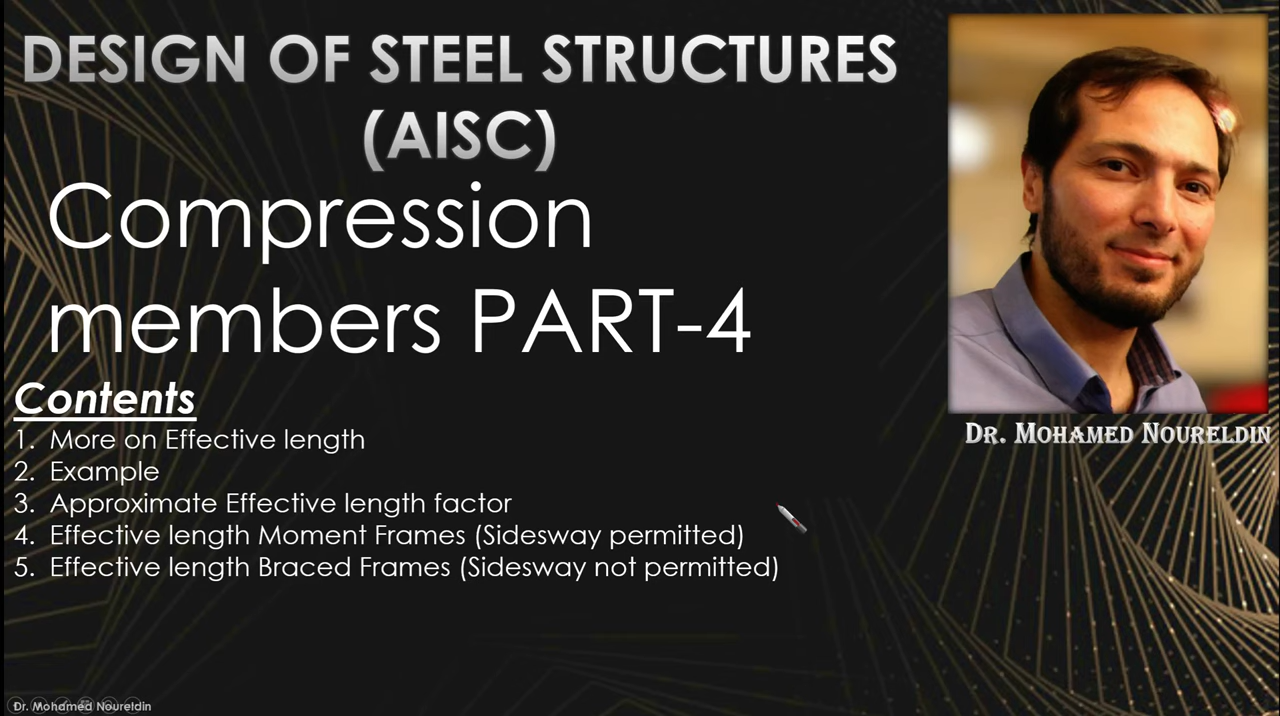 DESIGN OF STEEL STRUCTURES
(AISC)
Compression
members PART-4
Contents
1. More on Effective length
2. Example
3. Approximate Effective length factor
4. Effective length Moment Frames (Sidesway permitted)
5. Effective length Braced Frames (Sidesway not permitted)
DR. MOHAMED NOURELDIN
Dr. Mohamed Noureldin